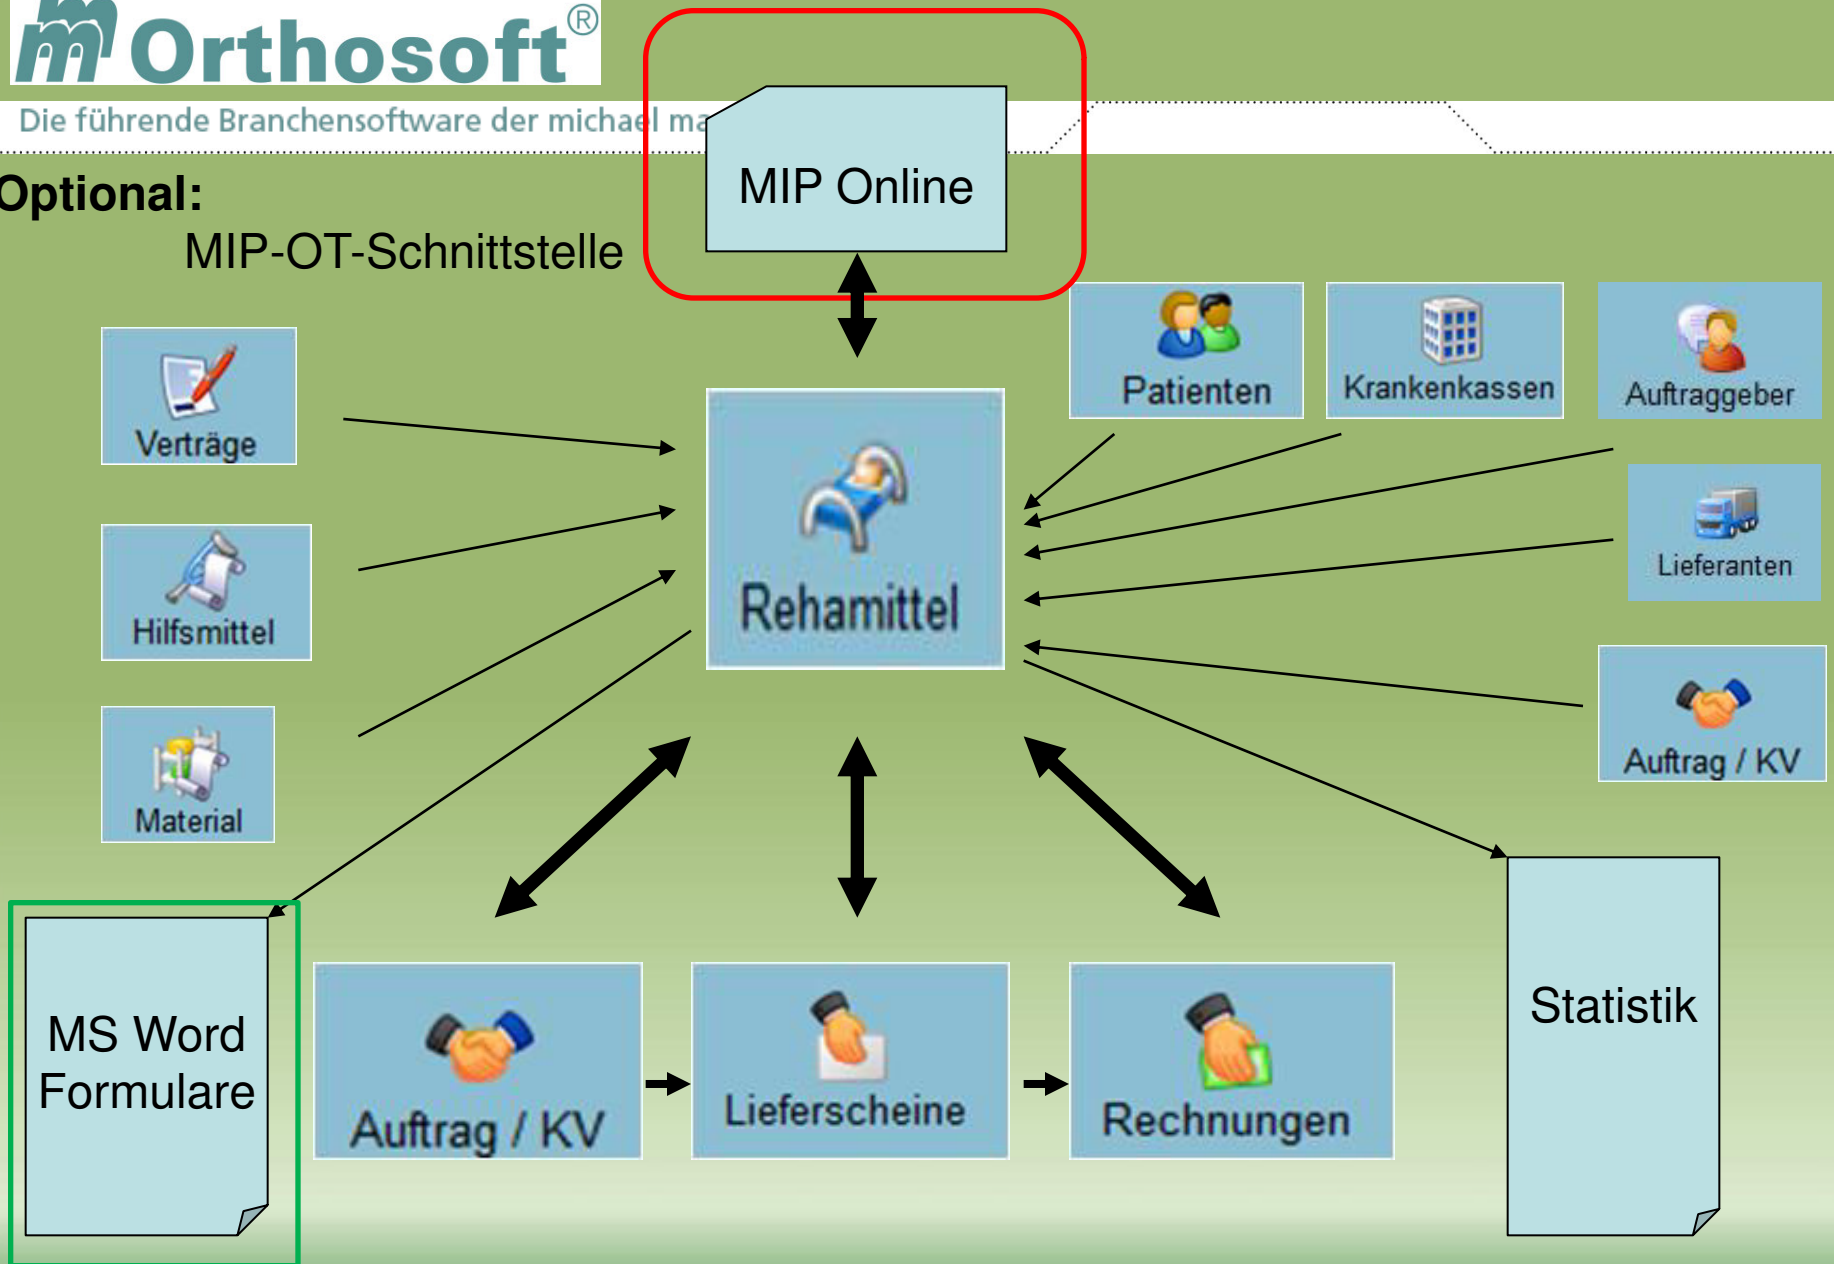 mm Orthosoft®
Die führende Branchensoftware der michael
MIP Online
Optional:
MIP-OT-Schnittstelle
Verträge
Patienten
Krankenkassen
Auftraggeber
Hilfsmittel
Rehamittel
Lieferanten
Material
Auftrag / KV
MS Word
Formulare
Auftrag / KV
Lieferscheine
Rechnungen
Statistik